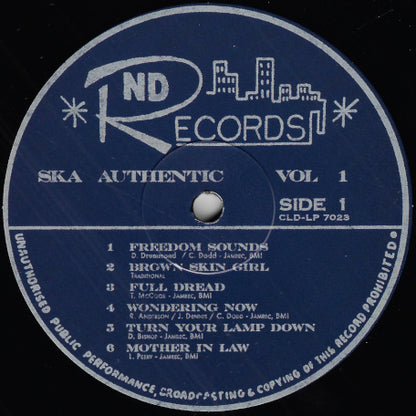 ND
RECORDS
SKA AUTHENTIC VOL 1
SIDE 1
CLD-LP 7023
1 FREEDOM SOUNDS
D. Drummond / C. Dodd - Jamrec, BMI
2 BROWN SKIN GIRL
Traditional
3 FULL DREAD
T. McCook - Jamrec, BMI
4 WONDERING NOW
R. Anderson / J. Dennis / C. Dodd - Jamrec, BMI
5 TURN YOUR LAMP DOWN
D. Bishop - Jamrec, BMI
6 MOTHER IN LAW
L. Perry - Jamrec, BMI
UNAUTHORISED PUBLIC PERFORMANCE, BROADCASTING & COPYING OF THIS RECORD PROHIBITED.